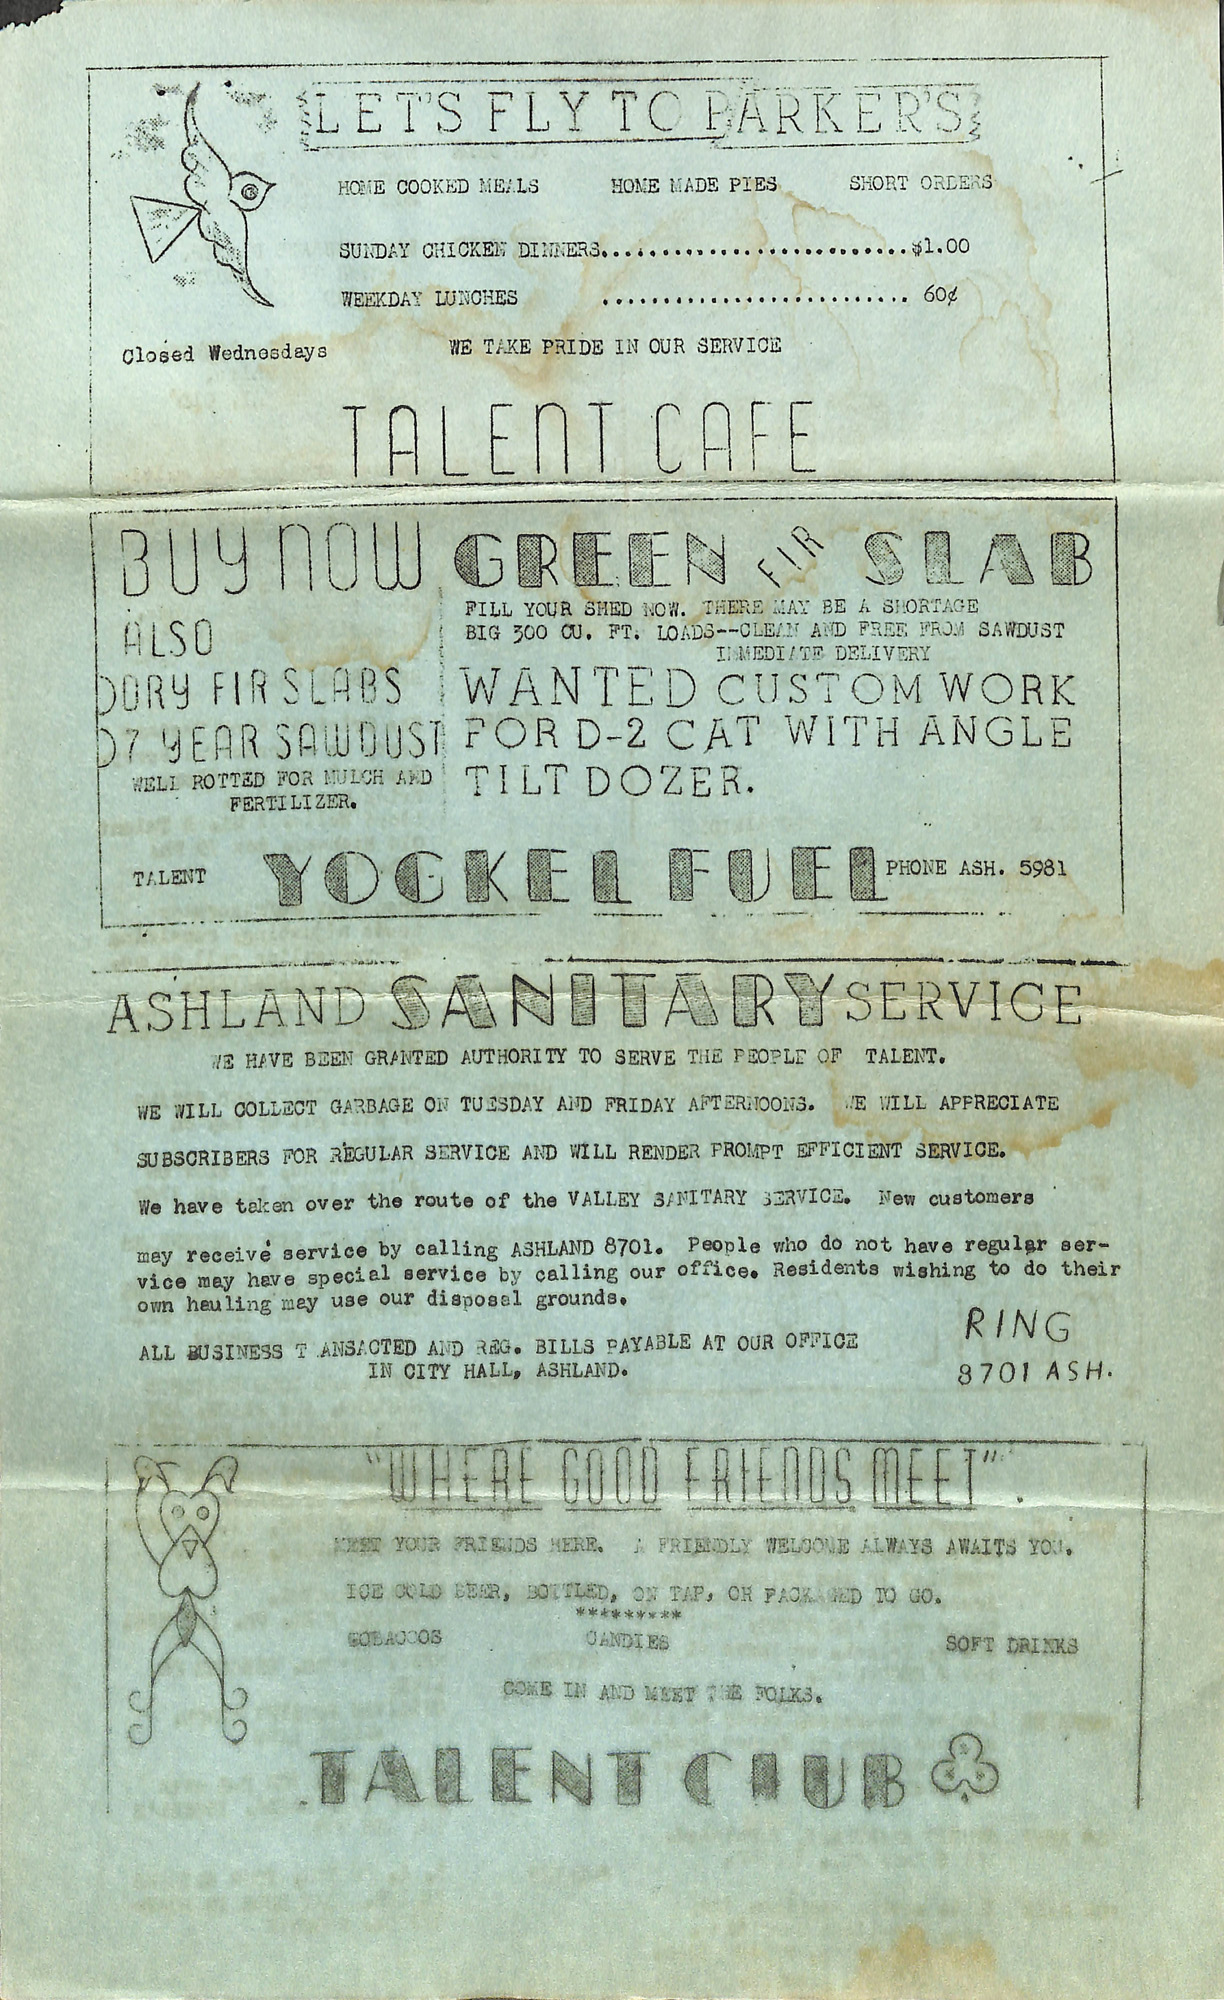 LET'S FLY TO PARKER'S
HOME COOKED MEALS HOME MADE PIES SHORT ORDERS
SUNDAY CHICKEN DINNERS..........................$1.00
WEEKDAY LUNCHES .......................... 60¢
Closed Wednesdays WE TAKE PRIDE IN OUR SERVICE
TALENT CAFE
BUY NOW GREEN FIR SLAB
FILL YOUR SHED NOW. THERE MAY BE A SHORTAGE
BIG 300 CU. FT. LOADS--CLEAN AND FREE FROM SAWDUST
IMMEDIATE DELIVERY
WANTED CUSTOM WORK
FOR D-2 CAT WITH ANGLE
TILT DOZER.
ALSO
DRY FIR SLABS
7 YEAR SAWDUST
WELL ROTTED FOR MULCH AND
FERTILIZER.
TALENT YOCKEL FUEL PHONE ASH. 5981
ASHLAND SANITARY SERVICE
WE HAVE BEEN GRANTED AUTHORITY TO SERVE THE PEOPLE OF TALENT.
WE WILL COLLECT GARBAGE ON TUESDAY AND FRIDAY AFTERNOONS. WE WILL APPRECIATE
SUBSCRIBERS FOR REGULAR SERVICE AND WILL RENDER PROMPT EFFICIENT SERVICE.
We have taken over the route of the VALLEY SANITARY SERVICE. New customers
may receive service by calling ASHLAND 8701. People who do not have regular ser-
vice may have special service by calling our office. Residents wishing to do their
own hauling may use our disposal grounds.
RING
8701 ASH.
ALL BUSINESS T ANSACTED AND REG. BILLS PAYABLE AT OUR OFFICE
IN CITY HALL, ASHLAND.
"WHERE GOOD FRIENDS MEET".
MEET YOUR FRIENDS HERE. A FRIENDLY WELCOME ALWAYS AWAITS YOU.
ICE COLD BEER, BOTTLED, ON TAP, OR PACKAGED TO GO.
*********
TOBACCOS CANDIES SOFT DRINKS
COME IN AND MEET THE FOLKS.
TALENT CLUB